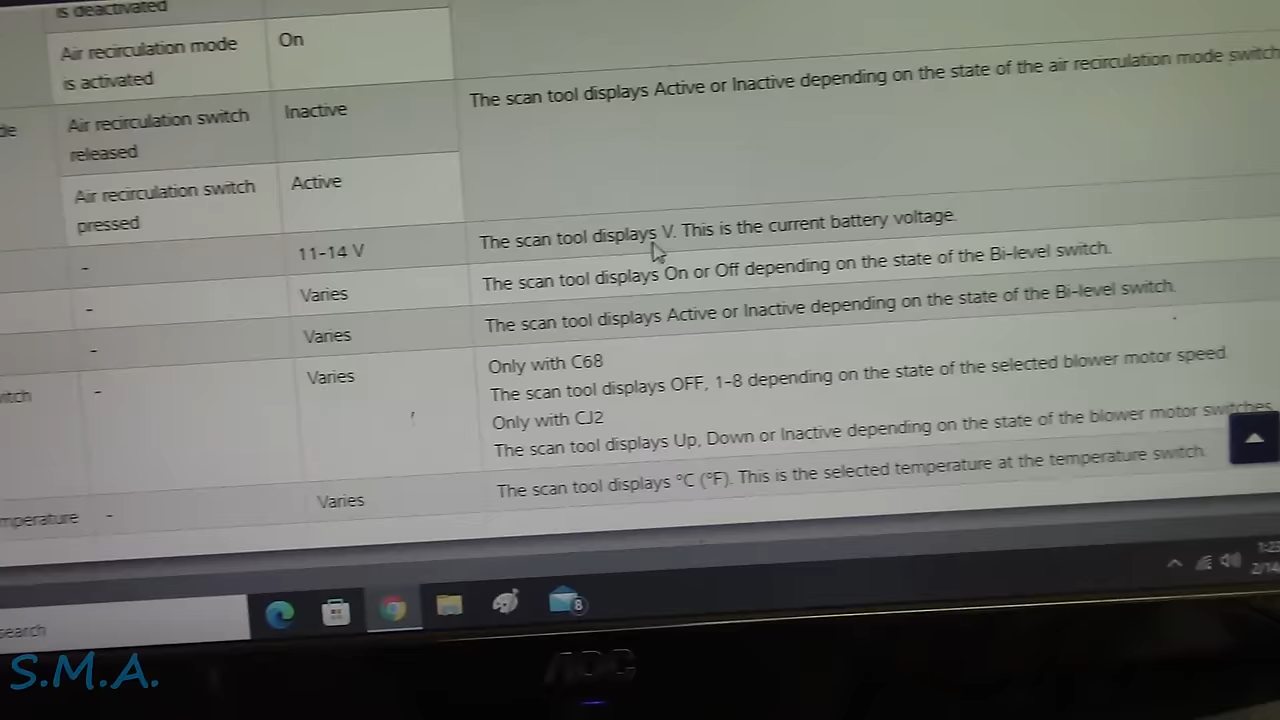 is deactivated
Air recirculation mode
is activated
On
The scan tool displays Active or Inactive depending on the state of the air recirculation mode switch
Air recirculation switch
released
Inactive
Air recirculation switch
pressed
Active
-
11-14 V
The scan tool displays V. This is the current battery voltage.
-
Varies
The scan tool displays On or Off depending on the state of the Bi-level switch.
-
Varies
The scan tool displays Active or Inactive depending on the state of the Bi-level switch.
-
Varies
Only with C68
The scan tool displays OFF, 1-8 depending on the state of the selected blower motor speed.
Only with CJ2
The scan tool displays Up, Down or Inactive depending on the state of the blower motor switches.
-
Varies
The scan tool displays °C (°F). This is the selected temperature at the temperature switch.
8
S.M.A.
AOC